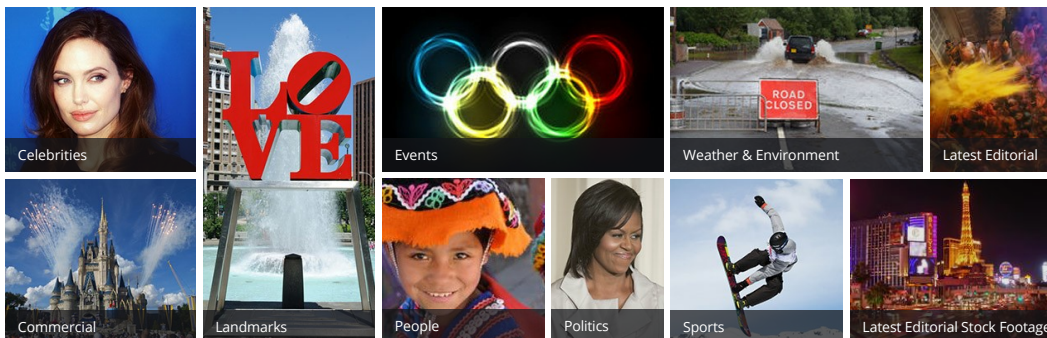 Celebrities
LOVE
Landmarks
Events
ROAD
CLOSED
Weather & Environment
Latest Editorial
Commercial
People
Politics
Sports
Latest Editorial Stock Footage